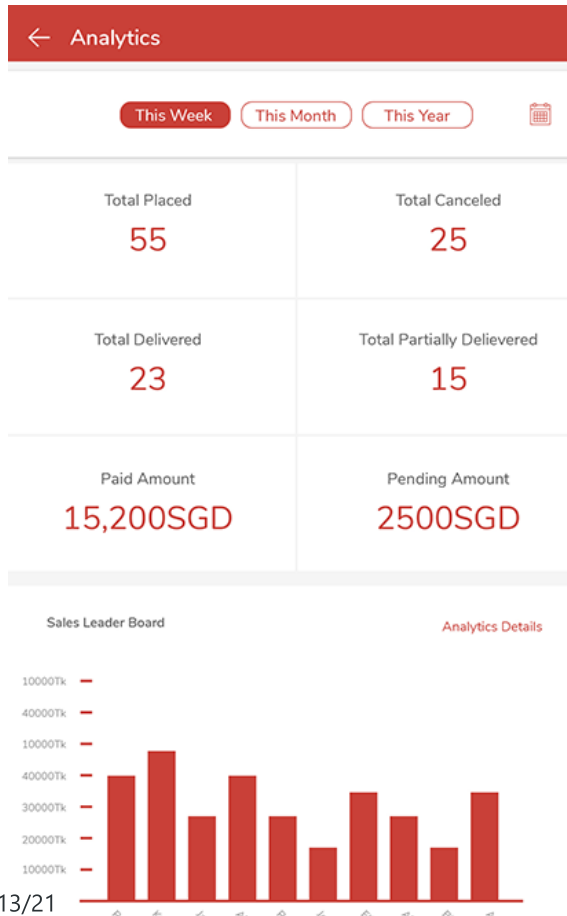 Analytics
This Week This Month This Year
Total Placed Total Canceled
55 25
Total Delivered Total Partially Delievered
23 15
Paid Amount Pending Amount
15,200SGD 2500SGD
Sales Leader Board Analytics Details
10000Tk
40000Tk
10000Tk
40000Tk
30000Tk
20000Tk
10000Tk
13/21